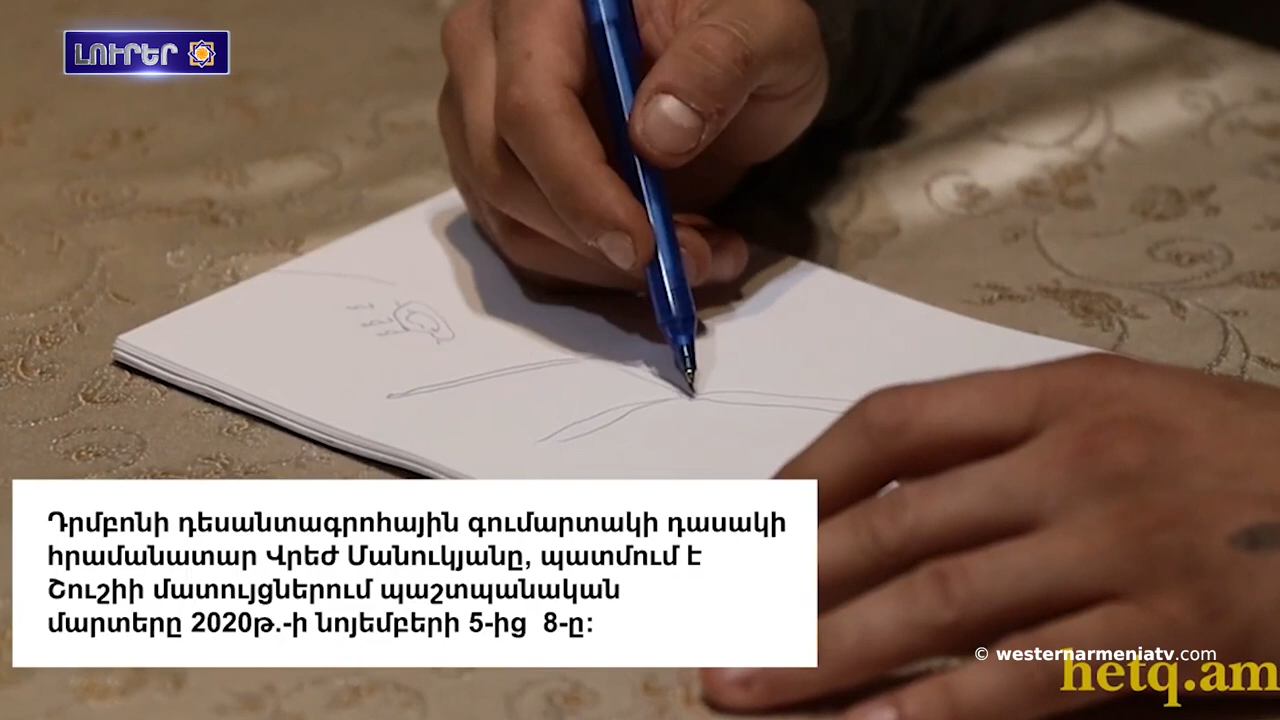 ԼՈՒՐԵՐ
Դրմբոնի դեսանտագրոհային գումարտակի դասակի
հրամանատար Վրեժ Մանուկյանը, պատմում է
Շուշիի մատույցներում պաշտպանական
մարտերը 2020թ.-ի նոյեմբերի 5-ից  8-ը:
© westernarmeniatv.com
hetq.am